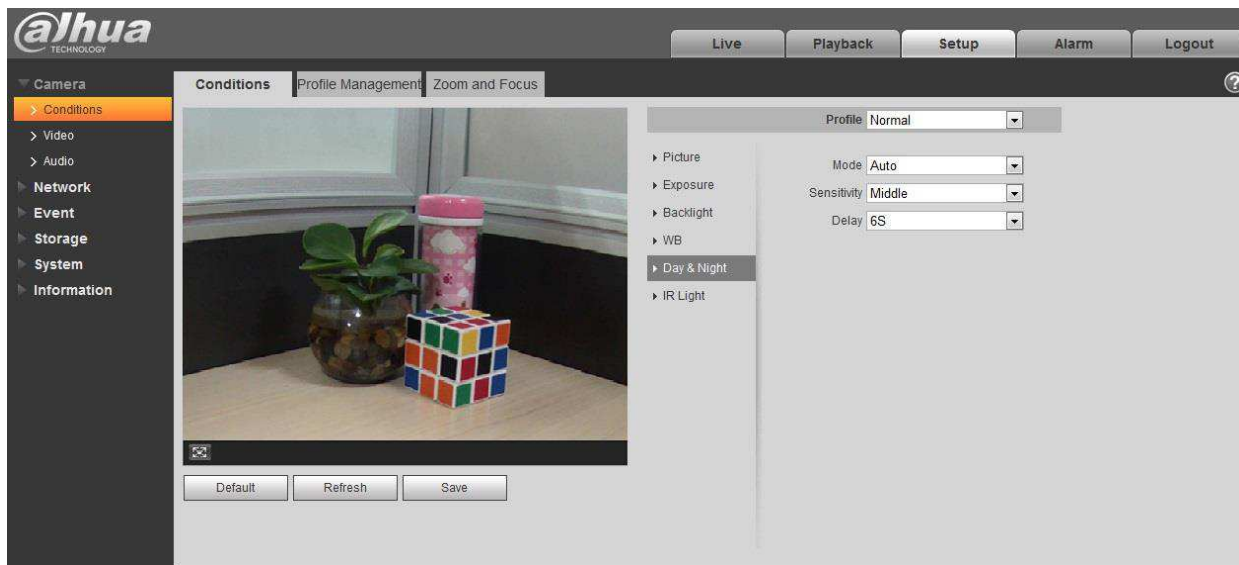 alhua
TECHNOLOGY
Live Playback Setup Alarm Logout
Camera
Conditions
Video
Audio
Network
Event
Storage
System
Information
Conditions Profile Management Zoom and Focus
?
Profile Normal
Picture
Exposure
Backlight
WB
Day & Night
IR Light
Mode Auto
Sensitivity Middle
Delay 6S
Default Refresh Save